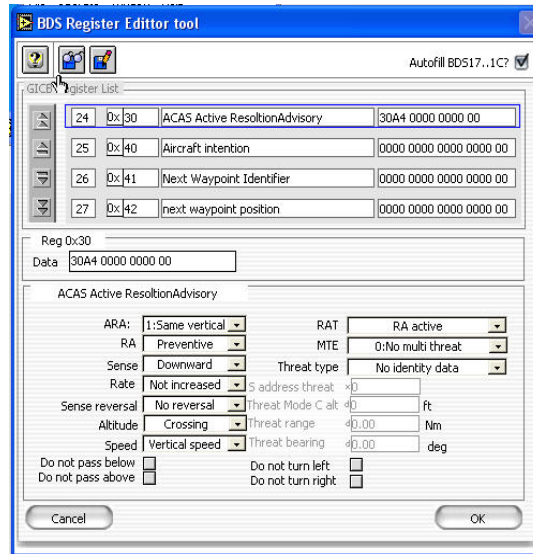 BDS Register Edittor tool
Autofill BDS17..1C?
GICB Register List
24 0x 30 ACAS Active ResoltionAdvisory 30A4 0000 0000 00
25 0x 40 Aircraft intention 0000 0000 0000 0000 00
26 0x 41 Next Waypoint Identifier 0000 0000 0000 0000 00
27 0x 42 next waypoint position 0000 0000 0000 0000 00
Reg 0x30
Data 30A4 0000 0000 00
ACAS Active ResoltionAdvisory
ARA: 1:Same vertical RAT RA active
RA Preventive MTE 0:No multi threat
Sense Downward Threat type No identity data
Rate Not increased S address threat x0
Sense reversal No reversal Threat Mode C alt d0 ft
Altitude Crossing Threat range d0.00 Nm
Speed Vertical speed Threat bearing d0.00 deg
Do not pass below Do not turn left
Do not pass above Do not turn right
Cancel OK